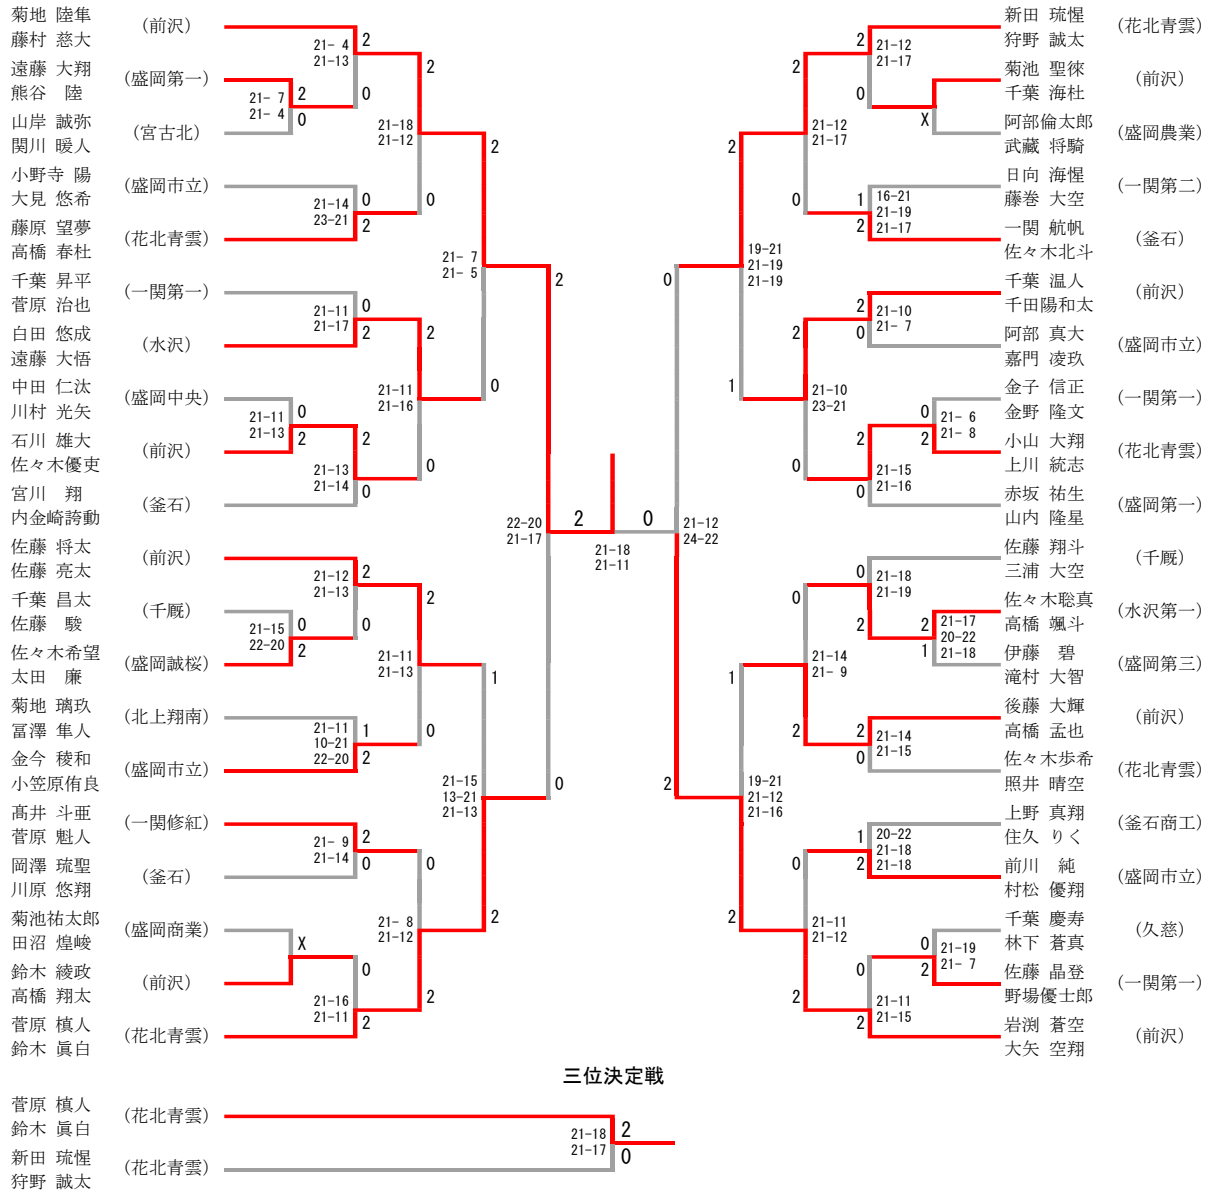 菊地 陸隼
藤村 慈大
(前沢)
遠藤 大翔
熊谷 陸
(盛岡第一)
山岸 誠弥
関川 暖人
(宮古北)
小野寺 陽
大見 悠希
(盛岡市立)
藤原 望夢
高橋 春杜
(花北青雲)
千葉 昇平
菅原 治也
(一関第一)
白田 悠成
遠藤 大悟
(水沢)
中田 仁汰
川村 光矢
(盛岡中央)
石川 雄大
佐々木優吏
(前沢)
宮川 翔
内金崎誇動
(釜石)
佐藤 将太
佐藤 亮太
(前沢)
千葉 昌太
佐藤 駿
(千厩)
佐々木希望
太田 廉
(盛岡誠桜)
菊地 璃玖
冨澤 隼人
(北上翔南)
金今 稜和
小笠原侑良
(盛岡市立)
髙井 斗亜
菅原 魁人
(一関修紅)
岡澤 琉聖
川原 悠翔
(釜石)
菊池祐太郎
田沼 煌峻
(盛岡商業)
鈴木 綾政
高橋 翔太
(前沢)
菅原 槙人
鈴木 眞白
(花北青雲)
21- 4
21-13
2
0
21- 7
21- 4
2
0
21-14
23-21
0
2
21-18
21-12
2
0
21-11
21-17
0
2
21-11
21-13
0
2
21-13
21-14
2
0
21-11
21-16
2
0
21- 7
21- 5
2
0
21-12
21-13
2
0
21-15
22-20
0
2
21-11
10-21
22-20
1
2
21-11
21-13
2
0
21- 9
21-14
2
0
X
21-16
21-11
0
2
21- 8
21-12
0
2
21-15
13-21
21-13
1
2
22-20
21-17
2
0
2
0
21-18
21-11
21-12
24-22
0
2
新田 琉惺
狩野 誠太
(花北青雲)
菊池 聖徠
千葉 海杜
(前沢)
阿部倫太郎
武藏 将騎
(盛岡農業)
日向 海惺
藤巻 大空
(一関第二)
一関 航帆
佐々木北斗
(釜石)
千葉 温人
千田陽和太
(前沢)
阿部 真大
嘉門 凌玖
(盛岡市立)
金子 信正
金野 隆文
(一関第一)
小山 大翔
上川 統志
(花北青雲)
赤坂 祐生
山内 隆星
(盛岡第一)
佐藤 翔斗
三浦 大空
(千厩)
佐々木聡真
高橋 颯斗
(水沢第一)
伊藤 碧
滝村 大智
(盛岡第三)
後藤 大輝
高橋 孟也
(前沢)
佐々木歩希
照井 晴空
(花北青雲)
上野 真翔
住久 りく
(釜石商工)
前川 純
村松 優翔
(盛岡市立)
千葉 慶寿
林下 蒼真
(久慈)
佐藤 晶登
野場優士郎
(一関第一)
岩渕 蒼空
大矢 空翔
(前沢)
2
0
21-12
21-17
X
1
2
16-21
21-19
21-17
2
0
21-12
21-17
2
0
21-10
21- 7
0
2
21- 6
21- 8
2
0
21-15
21-16
2
0
21-10
23-21
2
1
19-21
21-19
21-19
0
2
21-18
21-19
2
1
21-17
20-22
21-18
2
0
21-14
21-15
0
2
21-14
21- 9
1
2
20-22
21-18
21-18
0
2
21-19
21- 7
0
2
21-11
21-15
0
2
21-11
21-12
1
2
19-21
21-12
21-16
三位決定戦
菅原 槙人
鈴木 眞白
(花北青雲)
新田 琉惺
狩野 誠太
(花北青雲)
21-18
21-17
2
0